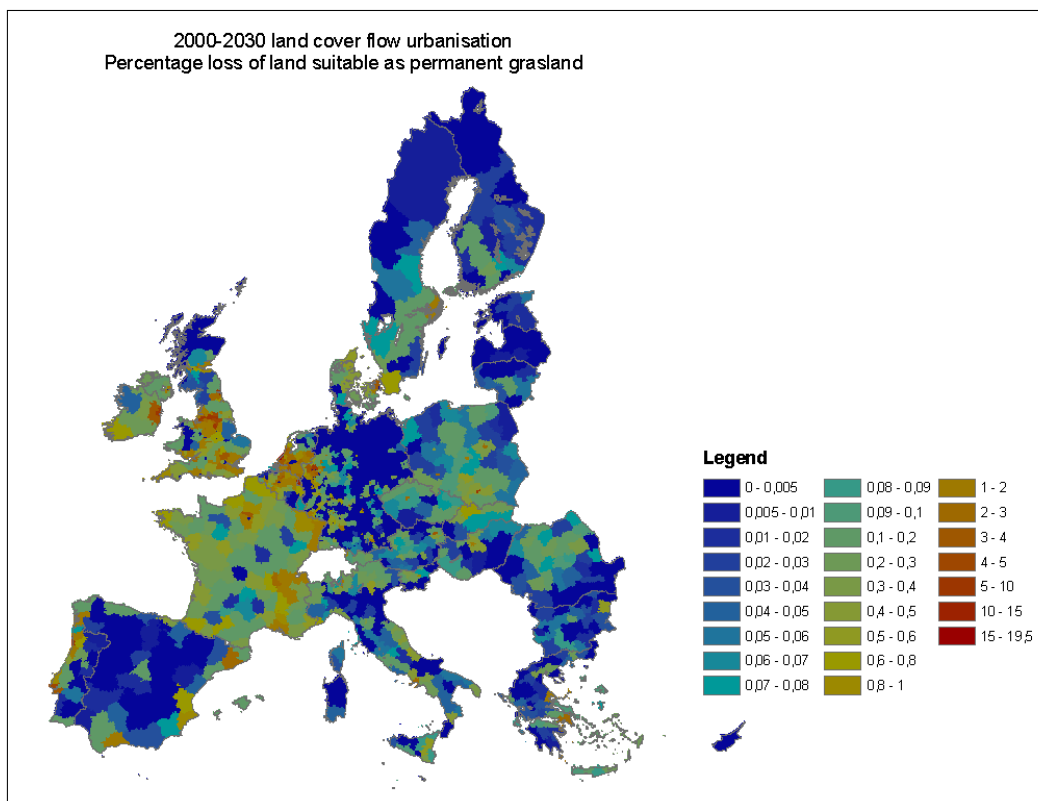 2000-2030 land cover flow urbanisation
Percentage loss of land suitable as permanent grasland
Legend
0 - 0,005
0,005 - 0,01
0,01 - 0,02
0,02 - 0,03
0,03 - 0,04
0,04 - 0,05
0,05 - 0,06
0,06 - 0,07
0,07 - 0,08
0,08 - 0,09
0,09 - 0,1
0,1 - 0,2
0,2 - 0,3
0,3 - 0,4
0,4 - 0,5
0,5 - 0,6
0,6 - 0,8
0,8 - 1
1 - 2
2 - 3
3 - 4
4 - 5
5 - 10
10 - 15
15 - 19,5